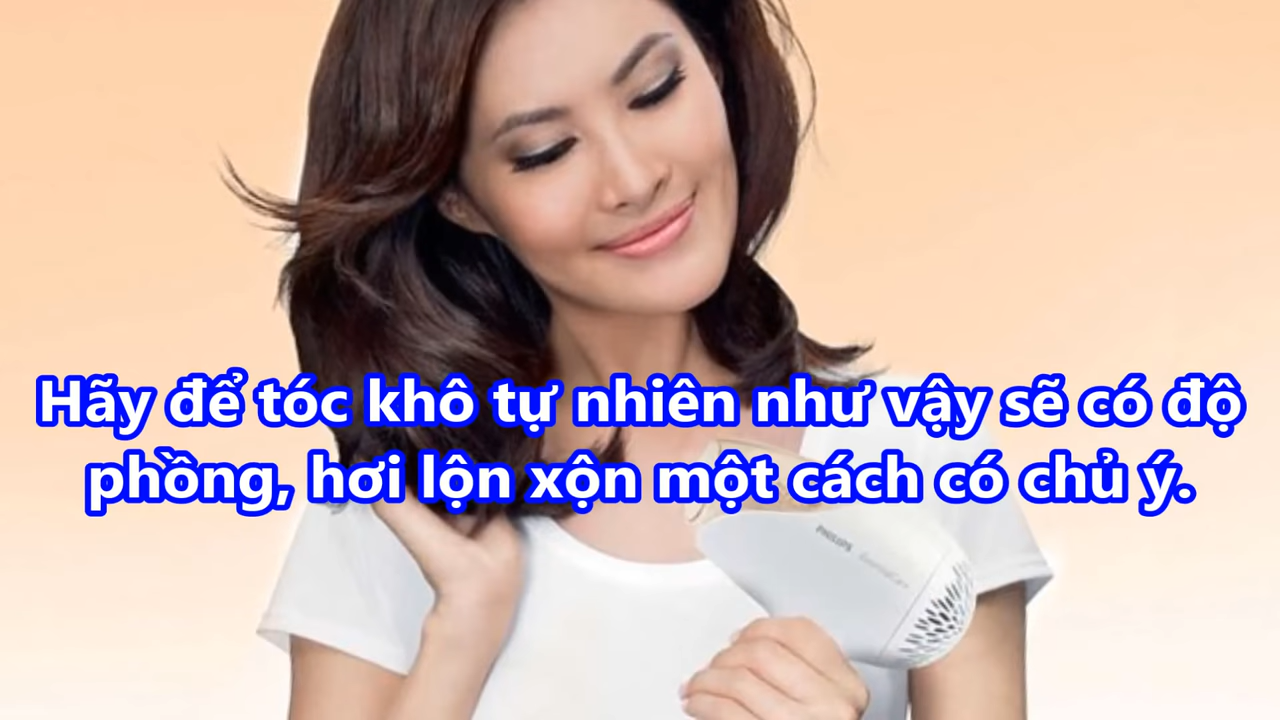 Hãy để tóc khô tự nhiên như vậy sẽ có độ
phồng, hơi lộn xộn một cách có chủ ý.
PHILIPS